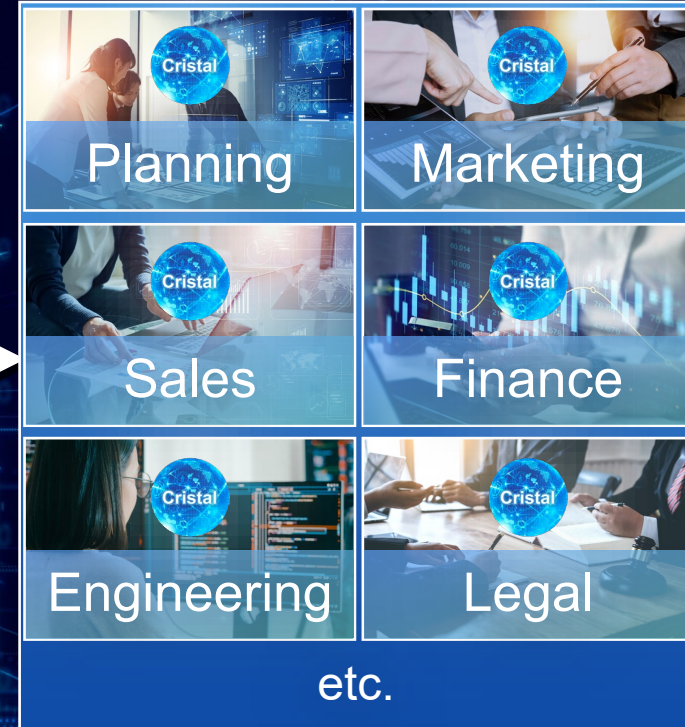 Cristal
Cristal
Planning
Marketing
Cristal
Cristal
Sales
Finance
Cristal
Cristal
Engineering
Legal
etc.